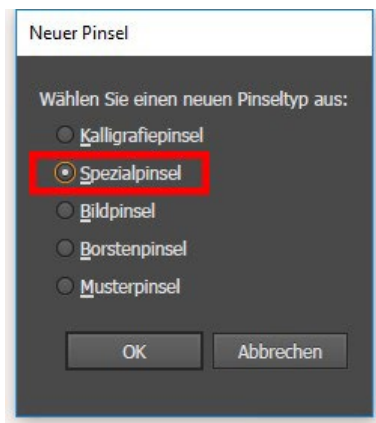 Neuer Pinsel
Wählen Sie einen neuen Pinseltyp aus:
Kalligrafiepinsel
Spezialpinsel
Bildpinsel
Borstenpinsel
Musterpinsel
OK
Abbrechen